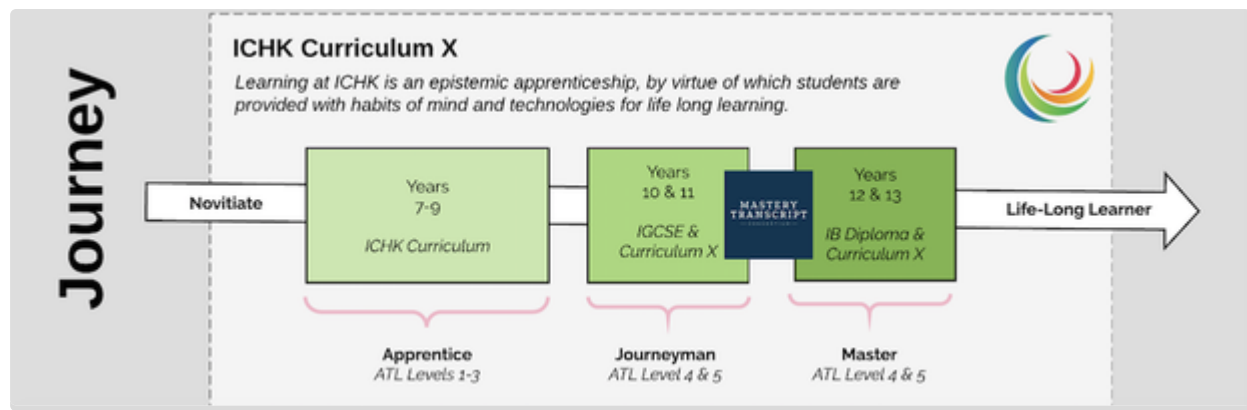 Journey
ICHK Curriculum X
Learning at ICHK is an epistemic apprenticeship, by virtue of which students are
provided with habits of mind and technologies for life long learning.
Novitiate
Years
7-9
ICHK Curriculum
Years
10 & 11
IGCSE &
Curriculum X
MASTERY
TRANSCRIPT
Years
12 & 13
IB Diploma &
Curriculum X
Life-Long Learner
Apprentice
ATL Levels 1-3
Journeyman
ATL Level 4 & 5
Master
ATL Level 4 & 5